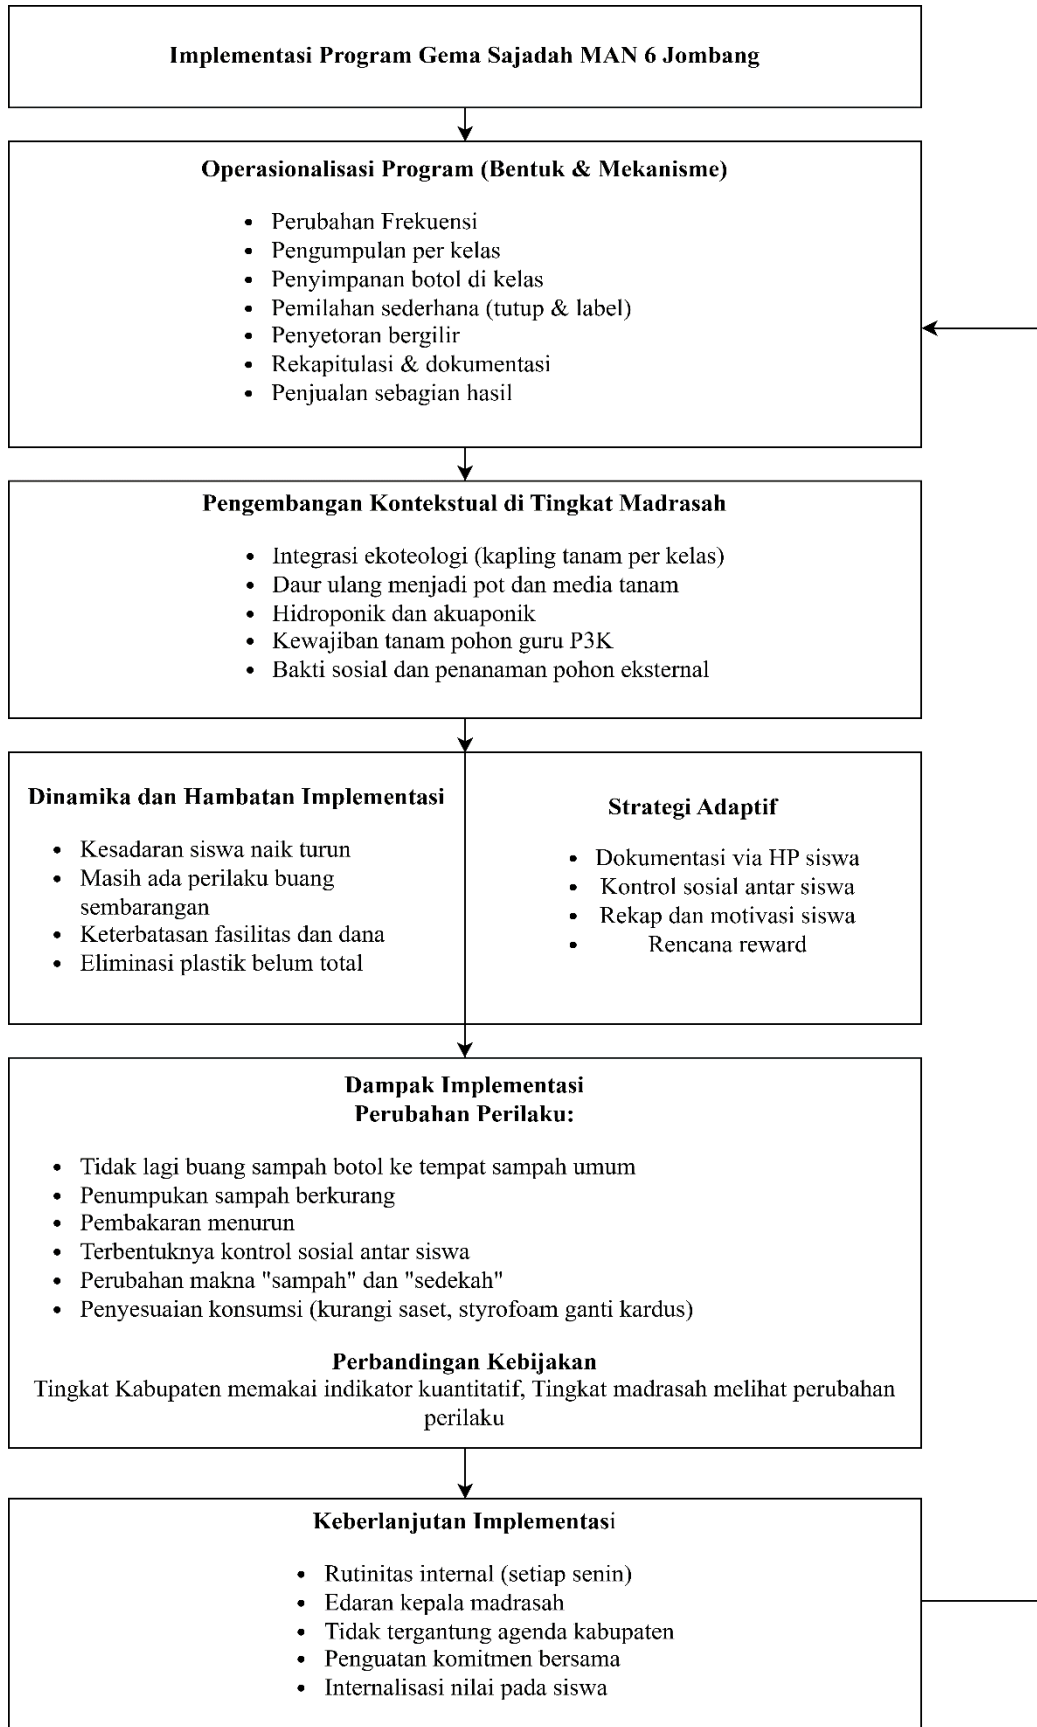 Implementasi Program Gema Sajadah MAN 6 Jombang
Operasionalisasi Program (Bentuk & Mekanisme)
• Perubahan Frekuensi
• Pengumpulan per kelas
• Penyimpanan botol di kelas
• Pemilahan sederhana (tutup & label)
• Penyetoran bergilir
• Rekapitulasi & dokumentasi
• Penjualan sebagian hasil
Pengembangan Kontekstual di Tingkat Madrasah
• Integrasi ekoteologi (kapling tanam per kelas)
• Daur ulang menjadi pot dan media tanam
• Hidroponik dan akuaponik
• Kewajiban tanam pohon guru P3K
• Bakti sosial dan penanaman pohon eksternal
Dinamika dan Hambatan Implementasi
• Kesadaran siswa naik turun
• Masih ada perilaku buang
sembarangan
• Keterbatasan fasilitas dan dana
• Eliminasi plastik belum total
Strategi Adaptif
• Dokumentasi via HP siswa
• Kontrol sosial antar siswa
• Rekap dan motivasi siswa
• Rencana reward
Dampak Implementasi
Perubahan Perilaku:
• Tidak lagi buang sampah botol ke tempat sampah umum
• Penumpukan sampah berkurang
• Pembakaran menurun
• Terbentuknya kontrol sosial antar siswa
• Perubahan makna "sampah" dan "sedekah"
• Penyesuaian konsumsi (kurangi saset, styrofoam ganti kardus)
Perbandingan Kebijakan
Tingkat Kabupaten memakai indikator kuantitatif, Tingkat madrasah melihat perubahan
perilaku
Keberlanjutan Implementasi
• Rutinitas internal (setiap senin)
• Edaran kepala madrasah
• Tidak tergantung agenda kabupaten
• Penguatan komitmen bersama
• Internalisasi nilai pada siswa